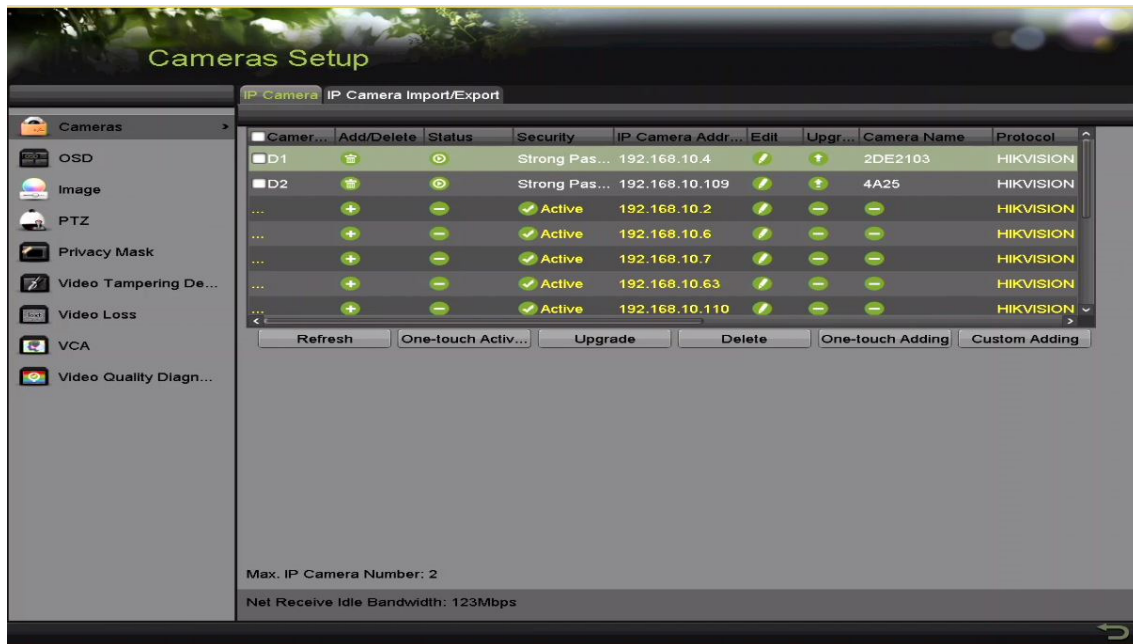 Cameras Setup
IP Camera IP Camera Import/Export
Cameras
OSD
Image
PTZ
Privacy Mask
Video Tampering De...
Video Loss
VCA
Video Quality Diagn...
Camer... Add/Delete Status Security IP Camera Addr... Edit Upgr... Camera Name Protocol
D1 Strong Pas... 192.168.10.4 2DE2103 HIKVISION
D2 Strong Pas... 192.168.10.109 4A25 HIKVISION
... Active 192.168.10.2 HIKVISION
... Active 192.168.10.6 HIKVISION
... Active 192.168.10.7 HIKVISION
... Active 192.168.10.63 HIKVISION
... Active 192.168.10.110 HIKVISION
Refresh One-touch Activ... Upgrade Delete One-touch Adding Custom Adding
Max. IP Camera Number: 2
Net Receive Idle Bandwidth: 123Mbps